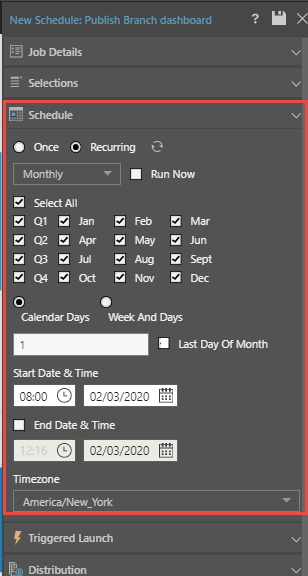 New Schedule: Publish Branch dashboard ?
Job Details
Selections
Schedule
Once Recurring
Monthly Run Now
Select All
Q1 Jan Feb Mar
Q2 Apr May Jun
Q3 Jul Aug Sept
Q4 Oct Nov Dec
Calendar Days Week And Days
1 Last Day Of Month
Start Date & Time
08:00 02/03/2020
End Date & Time
12:16 02/03/2020
Timezone
America/New_York
Triggered Launch
Distribution